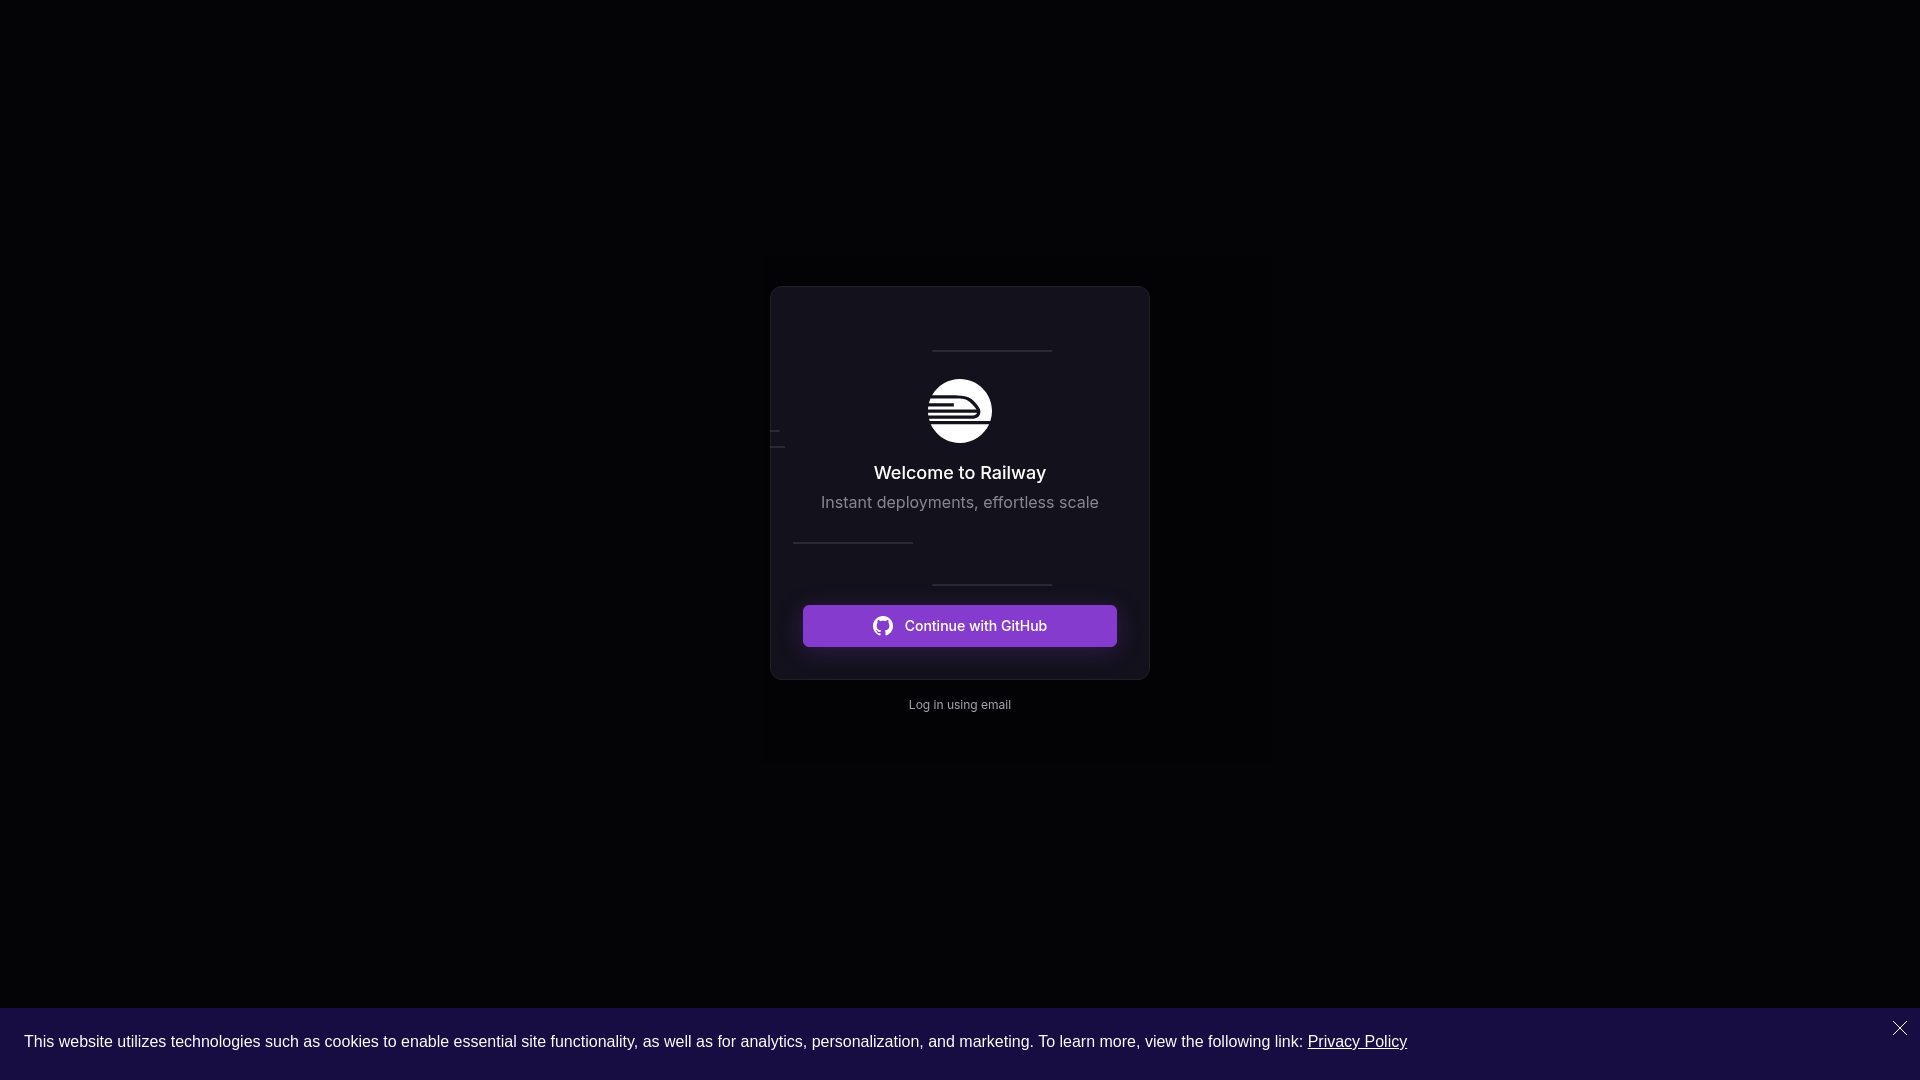 Welcome to Railway
Instant deployments, effortless scale
Continue with GitHub
Log in using email
This website utilizes technologies such as cookies to enable essential site functionality, as well as for analytics, personalization, and marketing. To learn more, view the following link: Privacy Policy